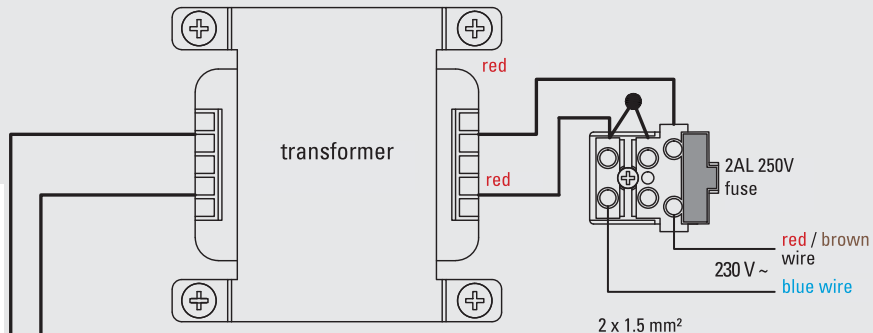 red
transformer
red
2AL 250V
fuse
red / brown
wire
230 V ~
blue wire
2 x 1.5 mm²